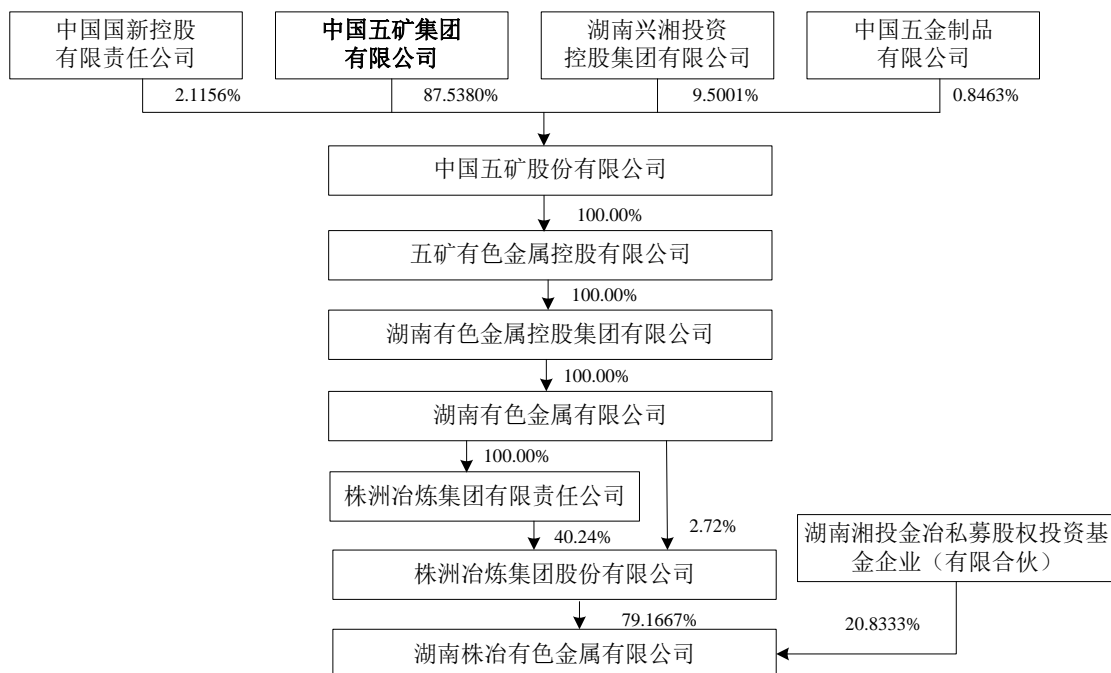 中国国新控股
有限责任公司
中国五矿集团
有限公司
湖南兴湘投资
控股集团有限公司
中国五金制品
有限公司
2.1156%
87.5380%
9.5001%
0.8463%
中国五矿股份有限公司
100.00%
五矿有色金属控股有限公司
100.00%
湖南有色金属控股集团有限公司
100.00%
湖南有色金属有限公司
100.00%
株洲冶炼集团有限责任公司
2.72%
40.24%
湖南湘投金冶私募股权投资基
金企业（有限合伙）
株洲冶炼集团股份有限公司
79.1667%
20.8333%
湖南株冶有色金属有限公司